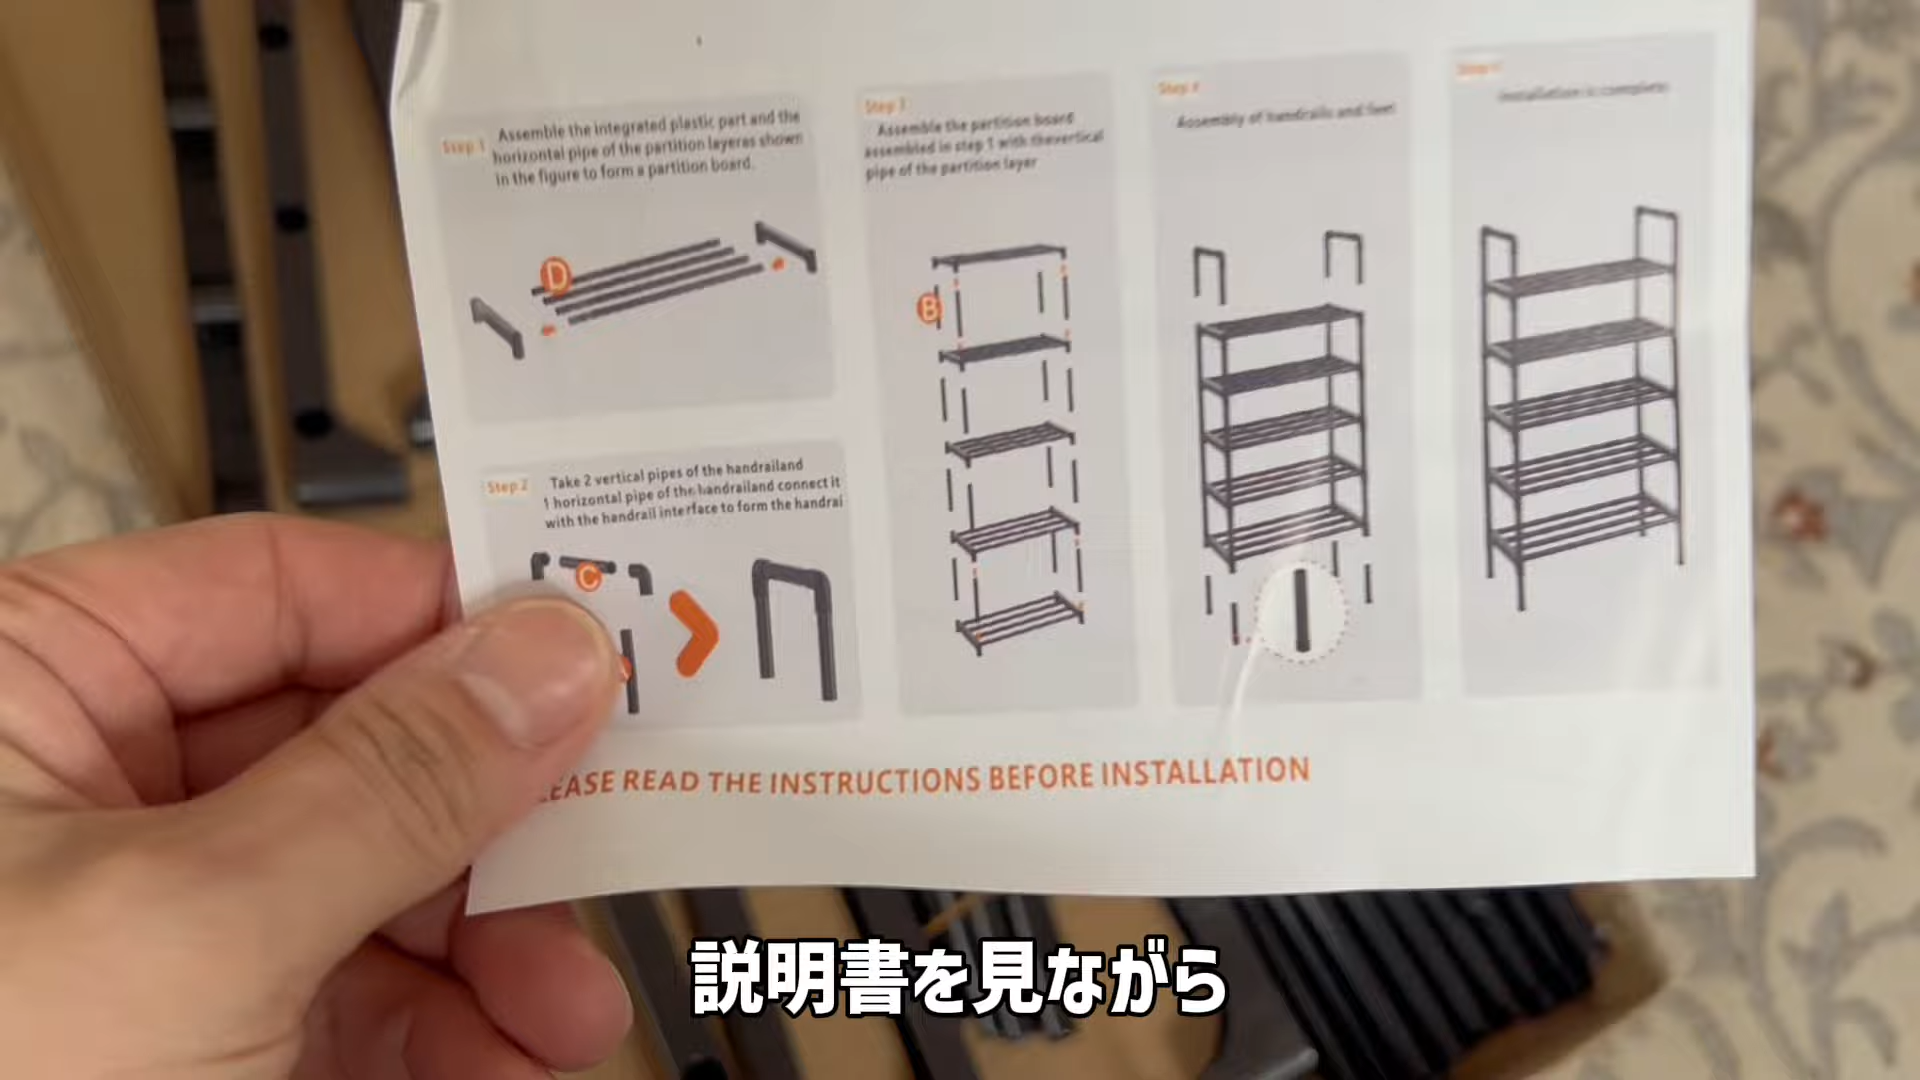 Step 1
Assemble the integrated plastic part and the
horizontal pipe of the partition layeras shown
in the figure to form a partition board.
D
Step 2
Take 2 vertical pipes of the handrailand
1 horizontal pipe of the handrailand connect it
with the handrail interface to form the handrai
C
Step 3
Assemble the partition board
assembled in step 1 with thevertical
pipe of the partition layer
B
Step 4
Assembly of handrails and feet
Step
Installation is complete
EASE READ THE INSTRUCTIONS BEFORE INSTALLATION
説明書を見ながら